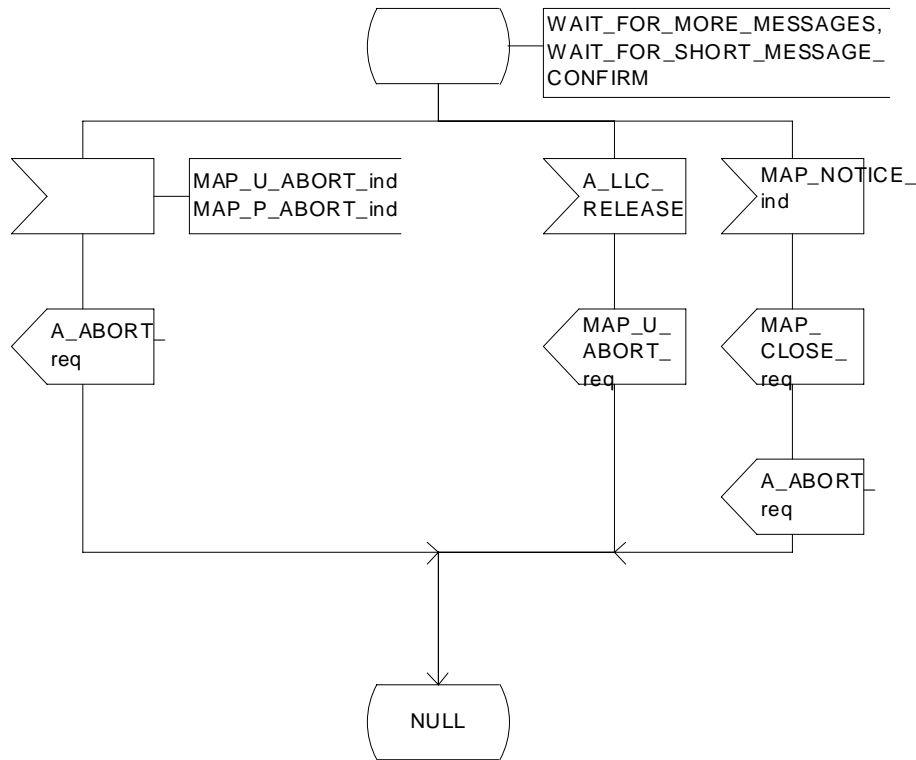 WAIT_FOR_MORE_MESSAGES,
WAIT_FOR_SHORT_MESSAGE_
CONFIRM
MAP_U_ABORT_ind
MAP_P_ABORT_ind
A_LLC_
RELEASE
MAP_NOTICE_
ind
A_ABORT_
req
MAP_U_
ABORT_
req
MAP_
CLOSE_
req
A_ABORT_
req
NULL